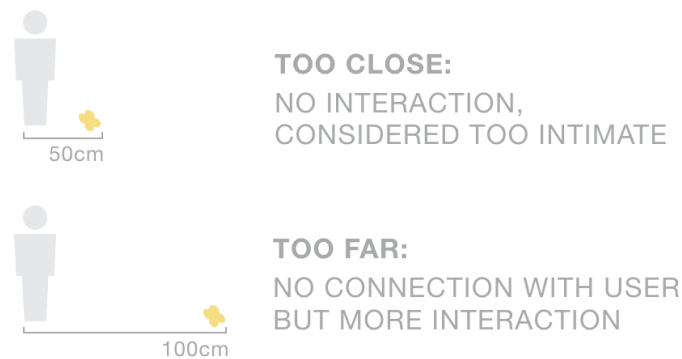 TOO CLOSE:
NO INTERACTION,
CONSIDERED TOO INTIMATE
50cm
TOO FAR:
NO CONNECTION WITH USER
BUT MORE INTERACTION
100cm